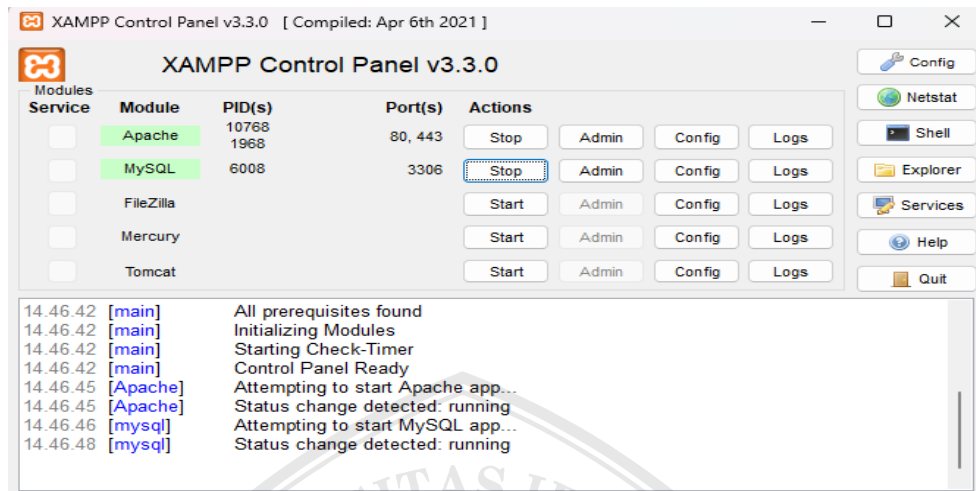 XAMPP Control Panel v3.3.0 [ Compiled: Apr 6th 2021 ]
XAMPP Control Panel v3.3.0
Config
Modules
Service Module PID(s) Port(s) Actions
Netstat
Apache 10768 1968 80, 443 Stop Admin Config Logs
Shell
MySQL 6008 3306 Stop Admin Config Logs
Explorer
FileZilla Start Admin Config Logs
Services
Mercury Start Admin Config Logs
Help
Tomcat Start Admin Config Logs
Quit
14.46.42 [main] All prerequisites found
14.46.42 [main] Initializing Modules
14.46.42 [main] Starting Check-Timer
14.46.42 [main] Control Panel Ready
14.46.45 [Apache] Attempting to start Apache app...
14.46.45 [Apache] Status change detected: running
14.46.46 [mysql] Attempting to start MySQL app...
14.46.48 [mysql] Status change detected: running